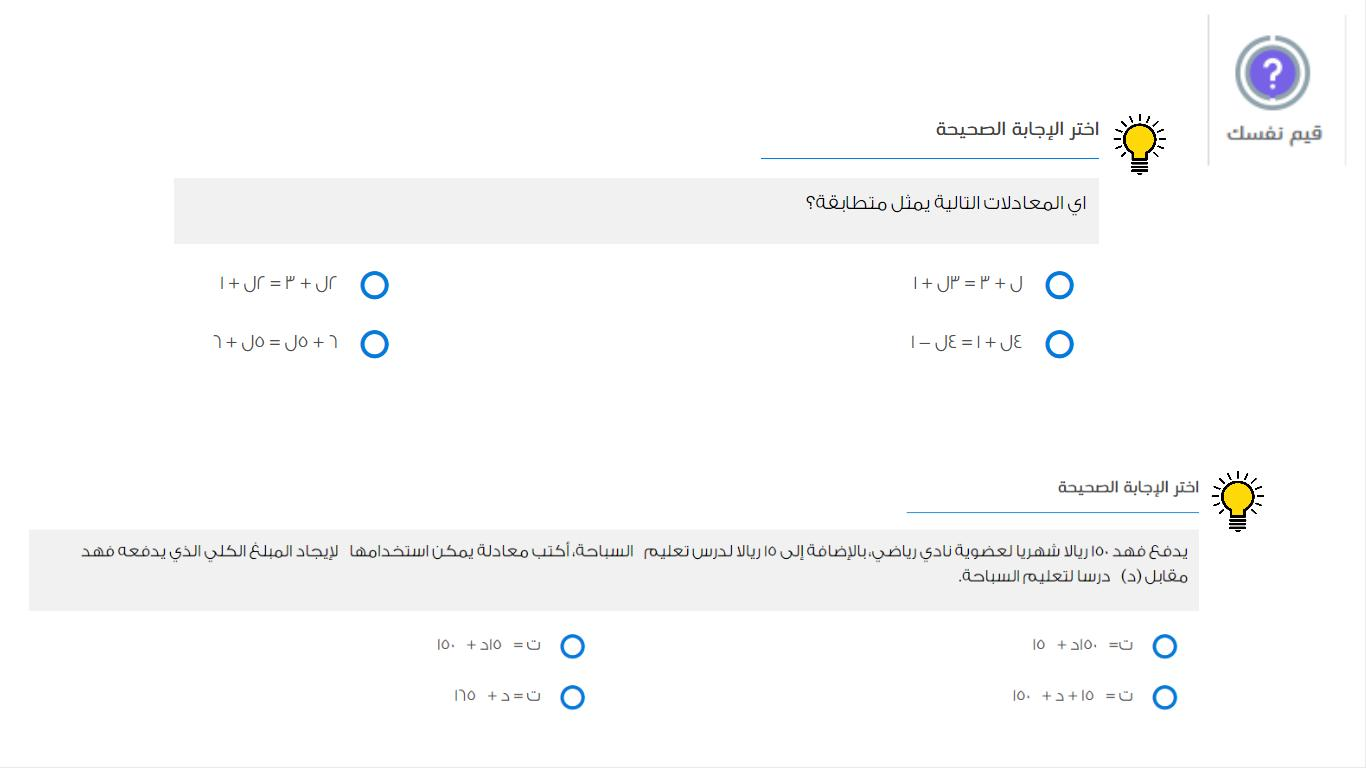 ?
قيم نفسك
اختر الإجابة الصحيحة
اي المعادلات التالية يمثل متطابقة؟
ل + ٣ = ٣ل + ١
٢ل + ٣ = ٢ل + ١
٤ل + ١ = ٤ل – ١
٦ + ٥ل = ٥ل + ٦
اختر الإجابة الصحيحة
يدفع فهد ١٥٠ ريالا شهريا لعضوية نادي رياضي، بالإضافة إلى ١٥ ريالا لدرس تعليم السباحة، أكتب معادلة يمكن استخدامها لإيجاد المبلغ الكلي الذي يدفعه فهد
مقابل (د) درسا لتعليم السباحة.
ت= ١٥٠د + ١٥
ت = ١٥د + ١٥٠
ت = ١٥ + د + ١٥٠
ت = د + ١٦٥